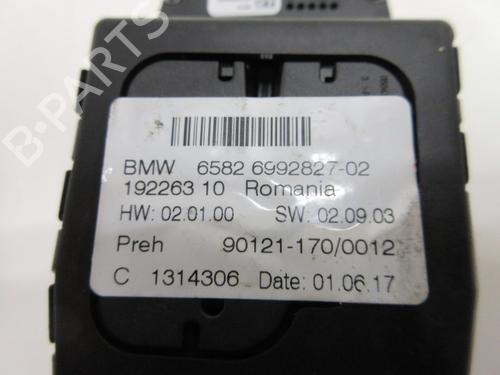 B-PARTS
BMW 6582 6992827-02
192263 10 Romania
HW: 02.01.00 SW: 02.09.03
Preh 90121-170/0012
C 1314306 Date: 01.06.17